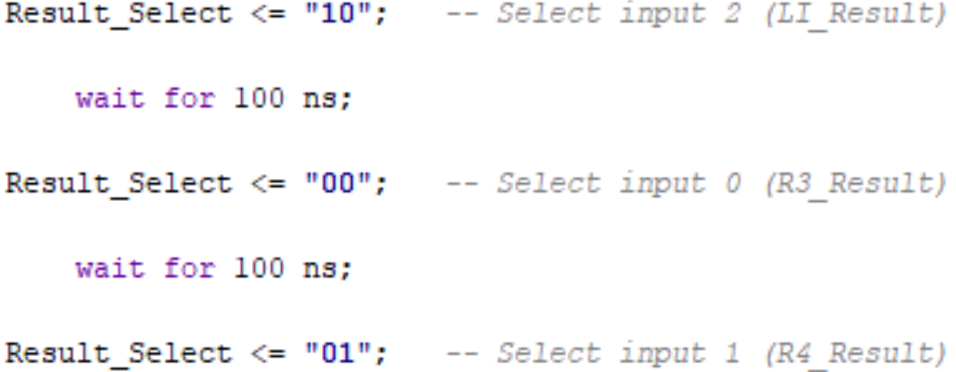 Result_Select <= "10";   -- Select input 2 (LI_Result)
    wait for 100 ns;
Result_Select <= "00";   -- Select input 0 (R3_Result)
    wait for 100 ns;
Result_Select <= "01";   -- Select input 1 (R4_Result)